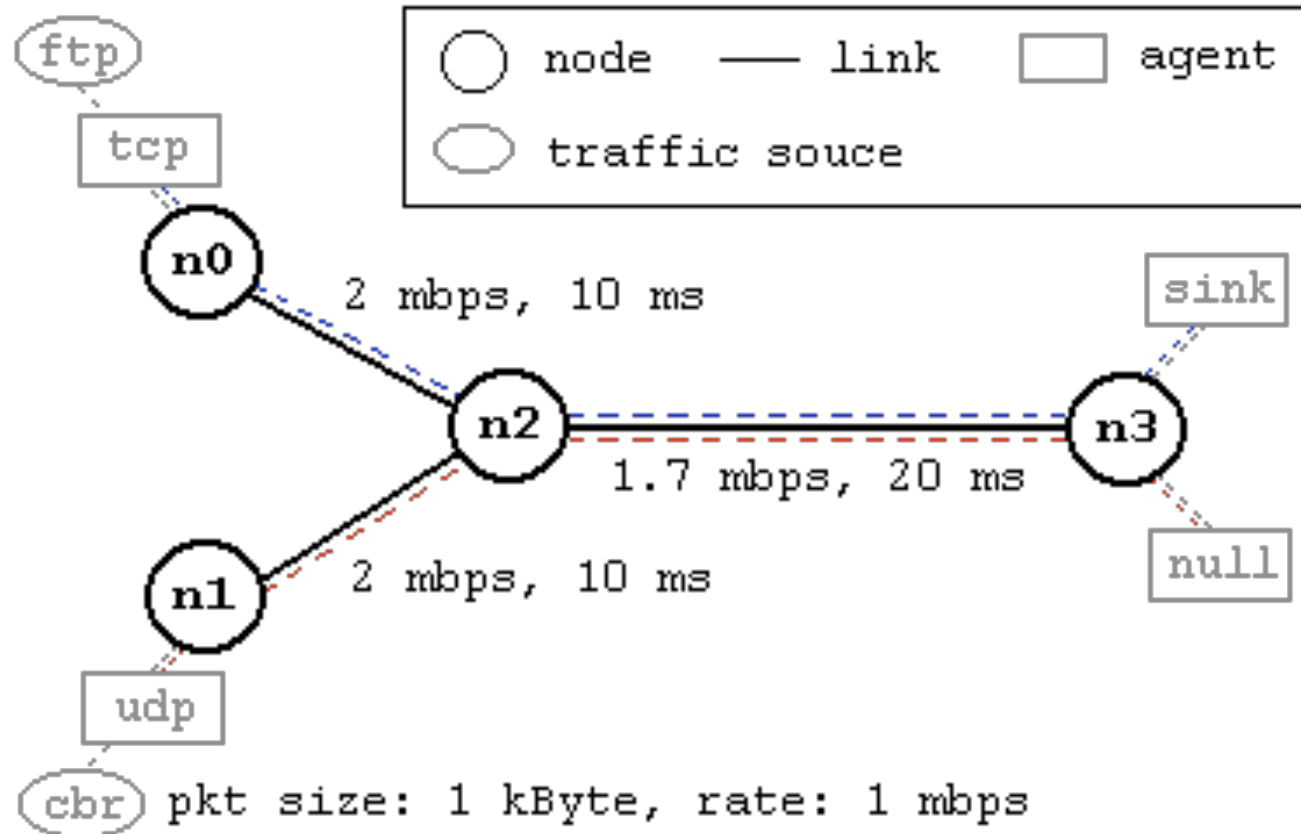 ftp
node link agent
tcp
traffic souce
n0
2 mbps, 10 ms
sink
n2
n3
1.7 mbps, 20 ms
n1
2 mbps, 10 ms
null
udp
cbr pkt size: 1 kByte, rate: 1 mbps